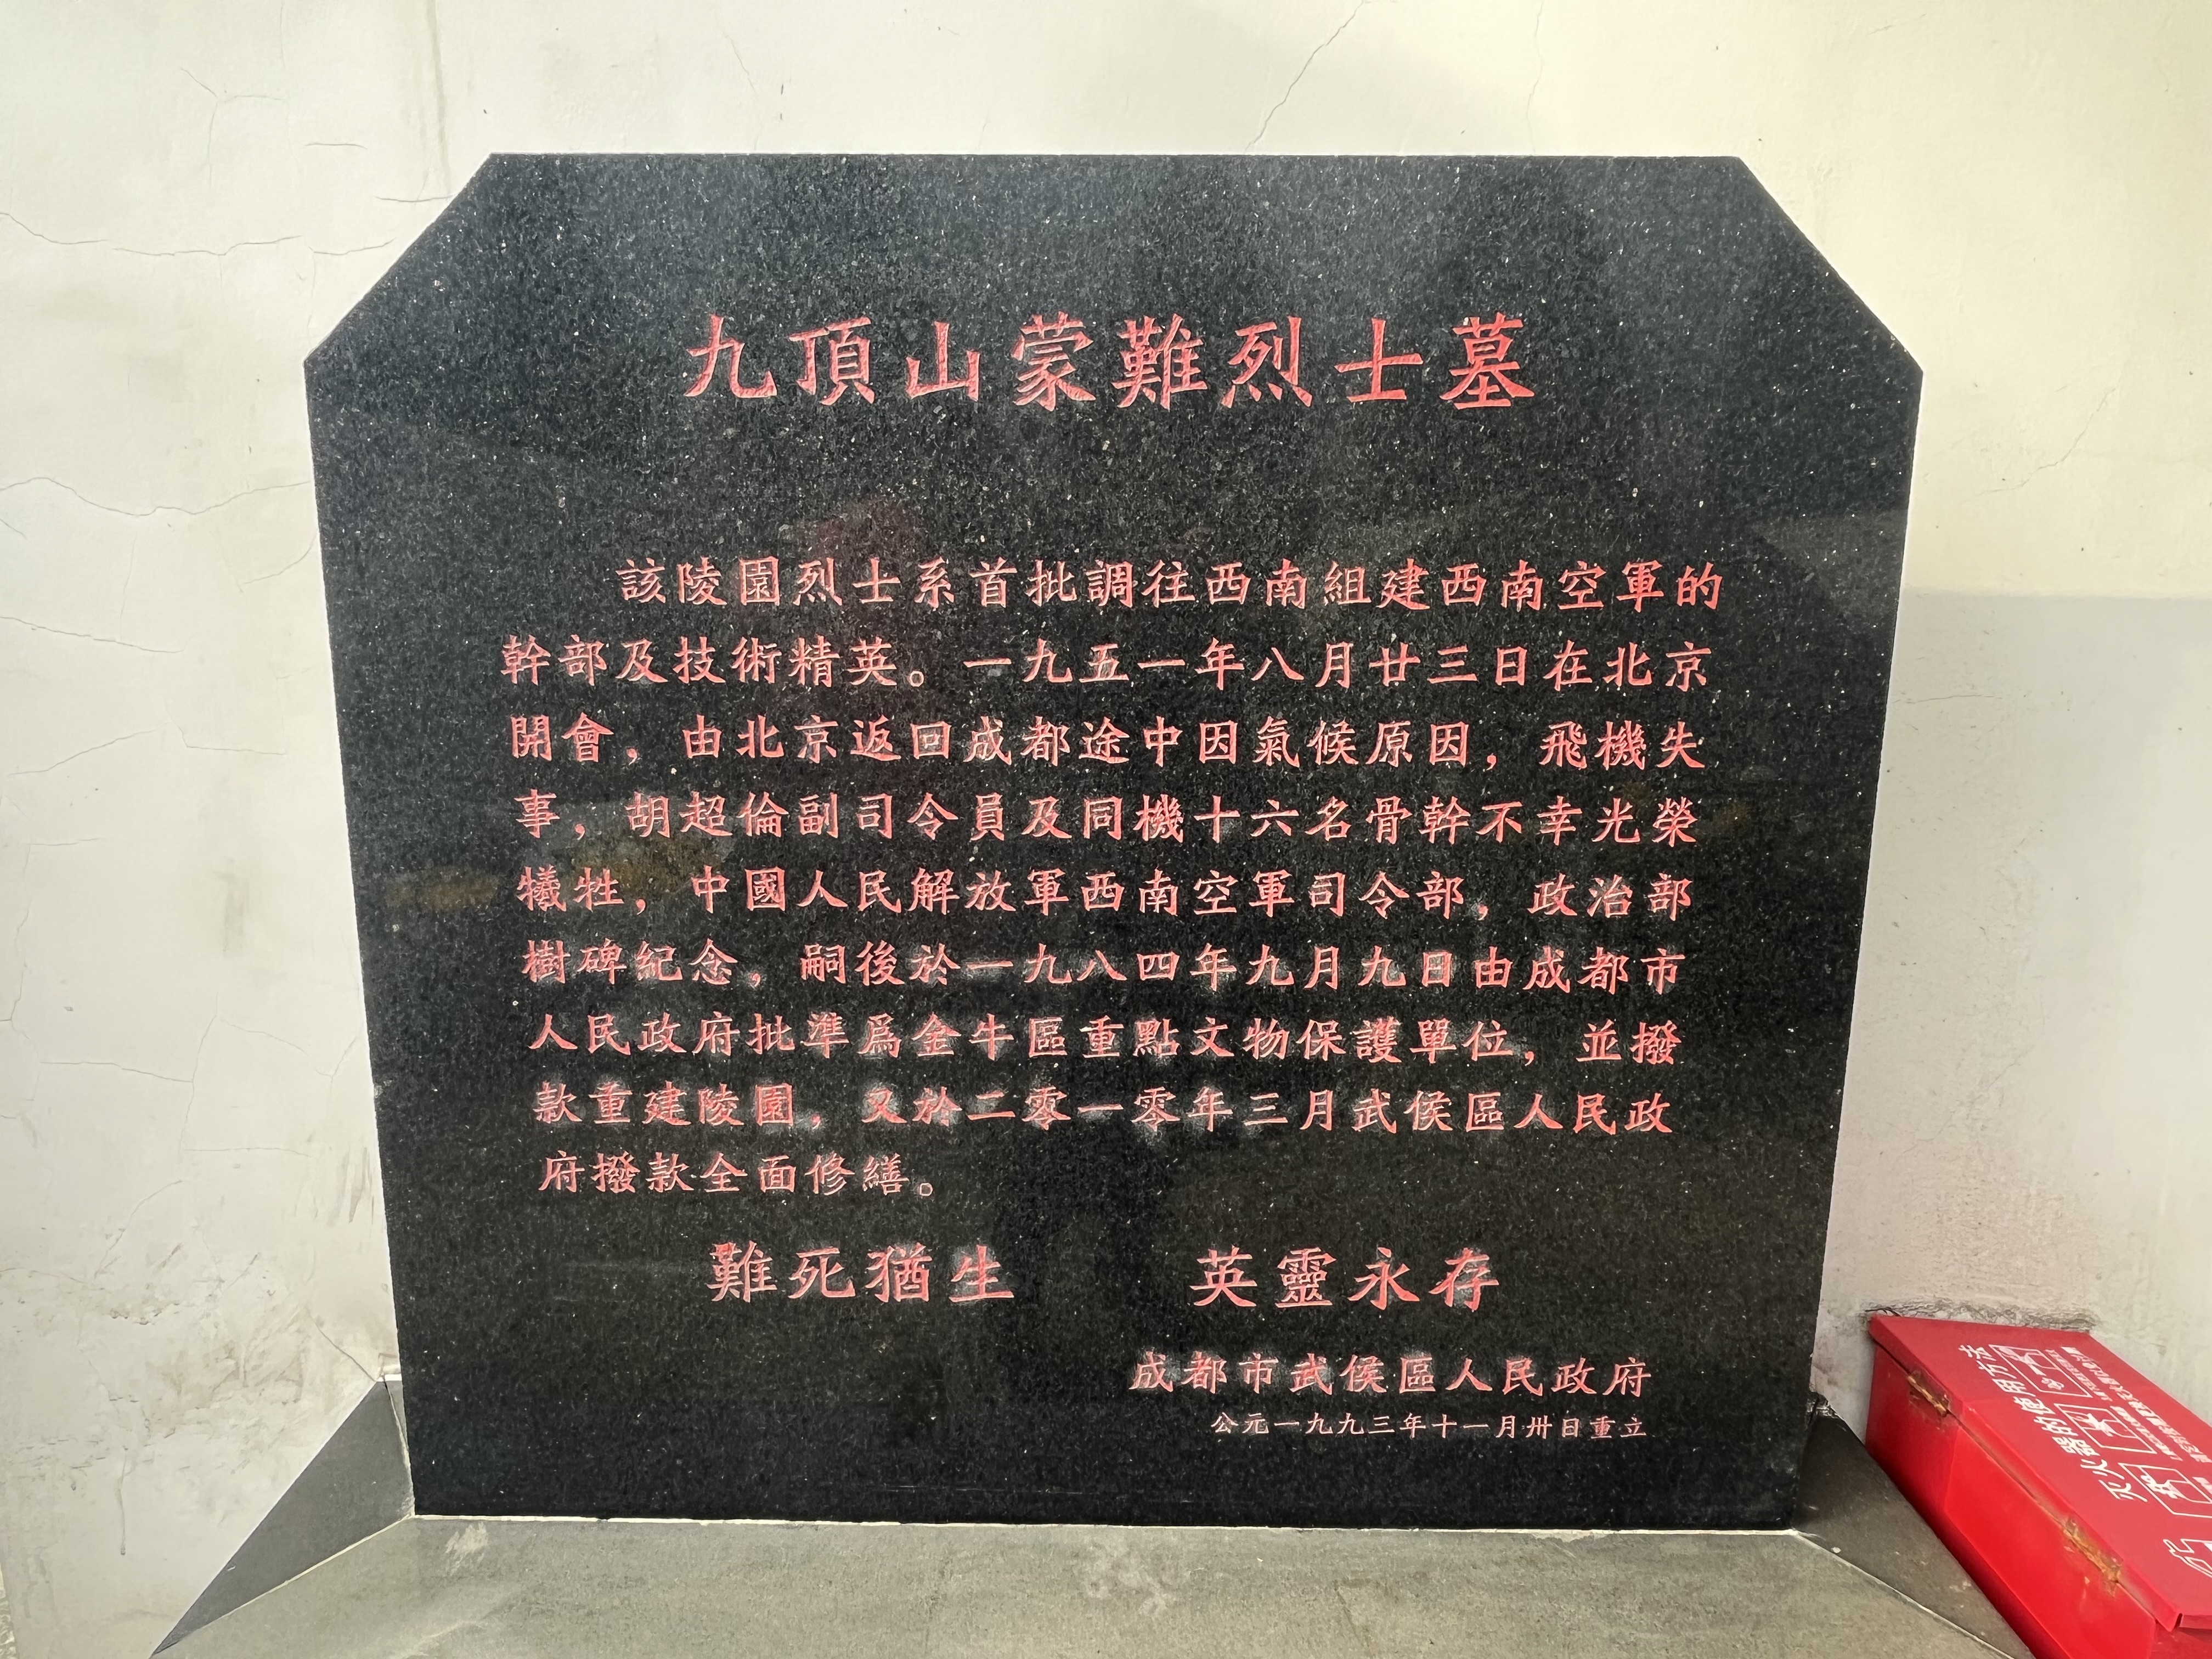 九頂山蒙難烈士墓
該陵園烈士系首批調往西南組建西南空軍的
幹部及技術精英。一九五一年八月廿三日在北京
開會，由北京返回成都途中因氣候原因，飛機失
事，胡超倫副司令員及同機十六名骨幹不幸光榮
犧牲，中國人民解放軍西南空軍司令部，政治部
樹碑紀念，嗣後於一九八四年九月九日由成都市
人民政府批準爲金牛區重點文物保護單位，並撥
款重建陵園，又於二零一零年三月武侯區人民政
府撥款全面修繕。
難死猶生 英靈永存
成都市武侯區人民政府
公元一九九三年十一月卅日重立
灭火器的使用方法